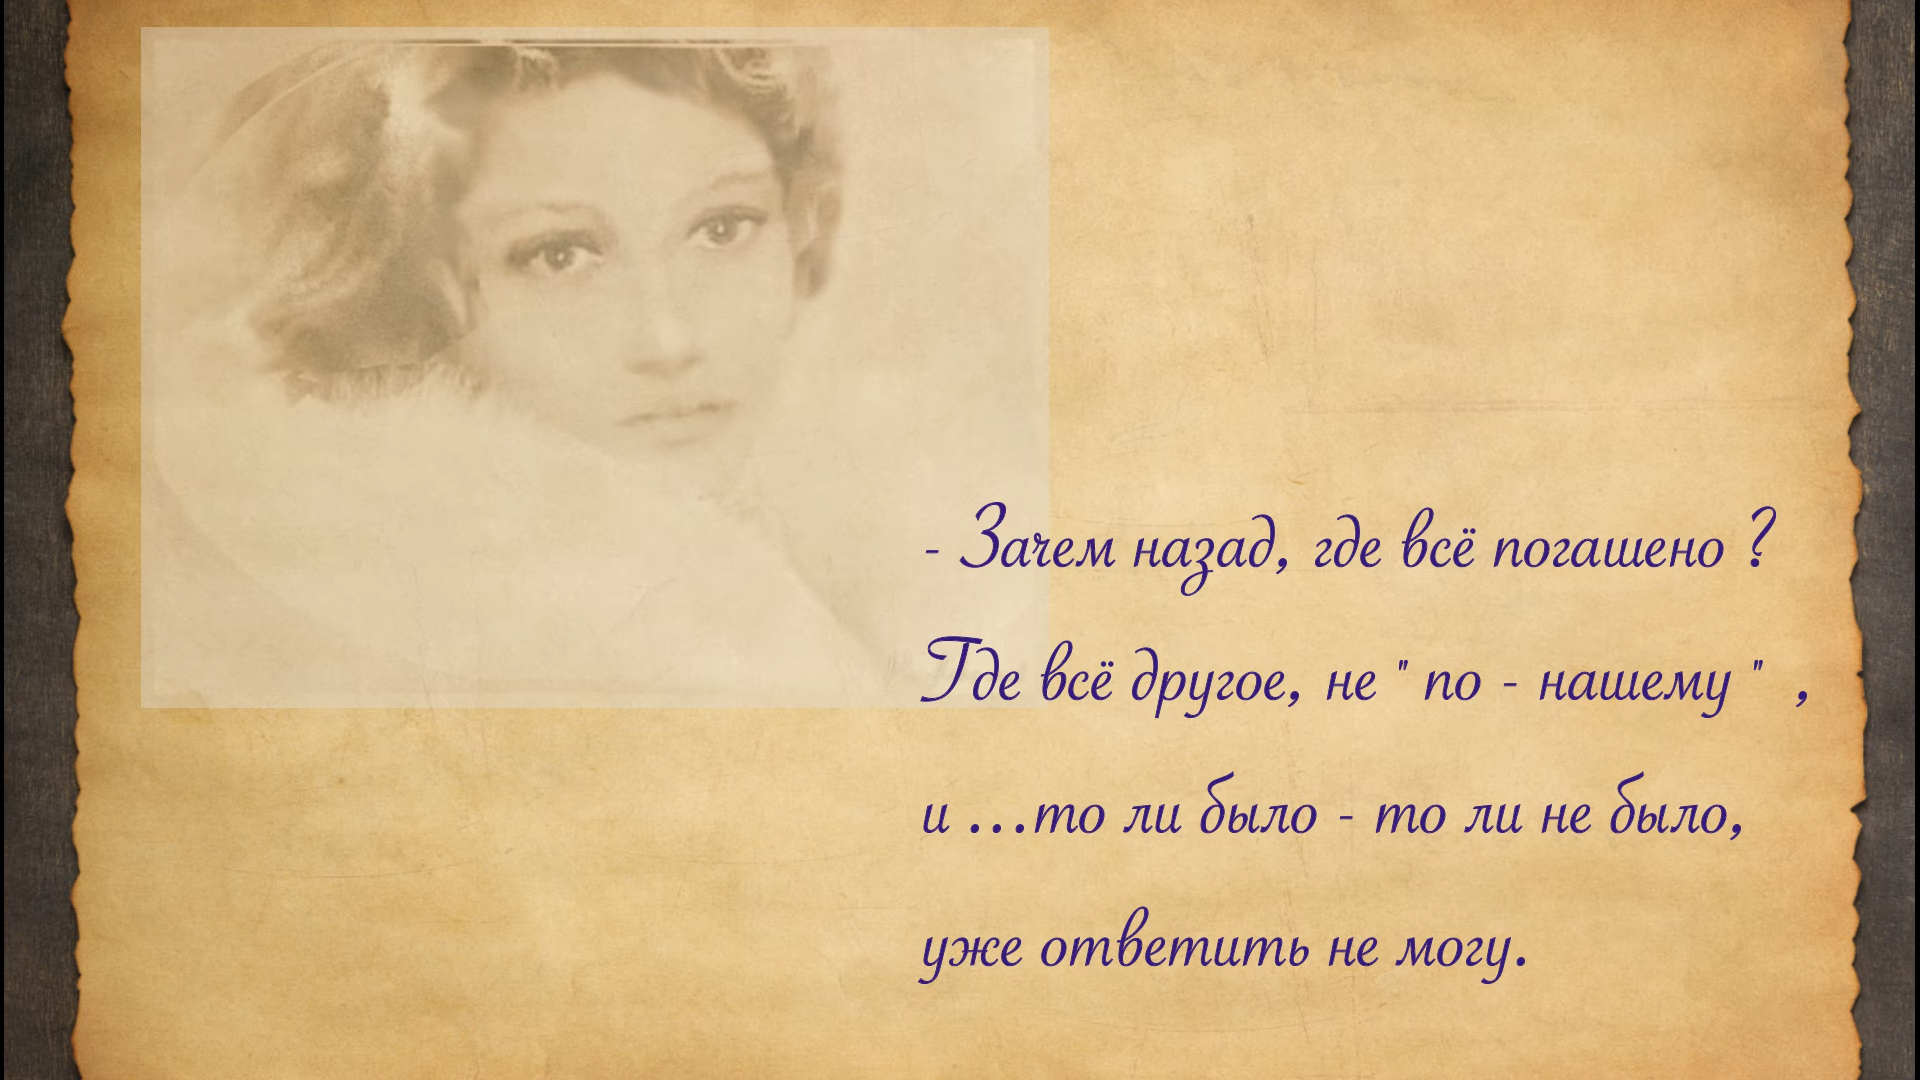 - Зачем назад, где всё погашено ?
Где всё другое, не " по - нашему " ,
и ...то ли было - то ли не было,
уже ответить не могу.